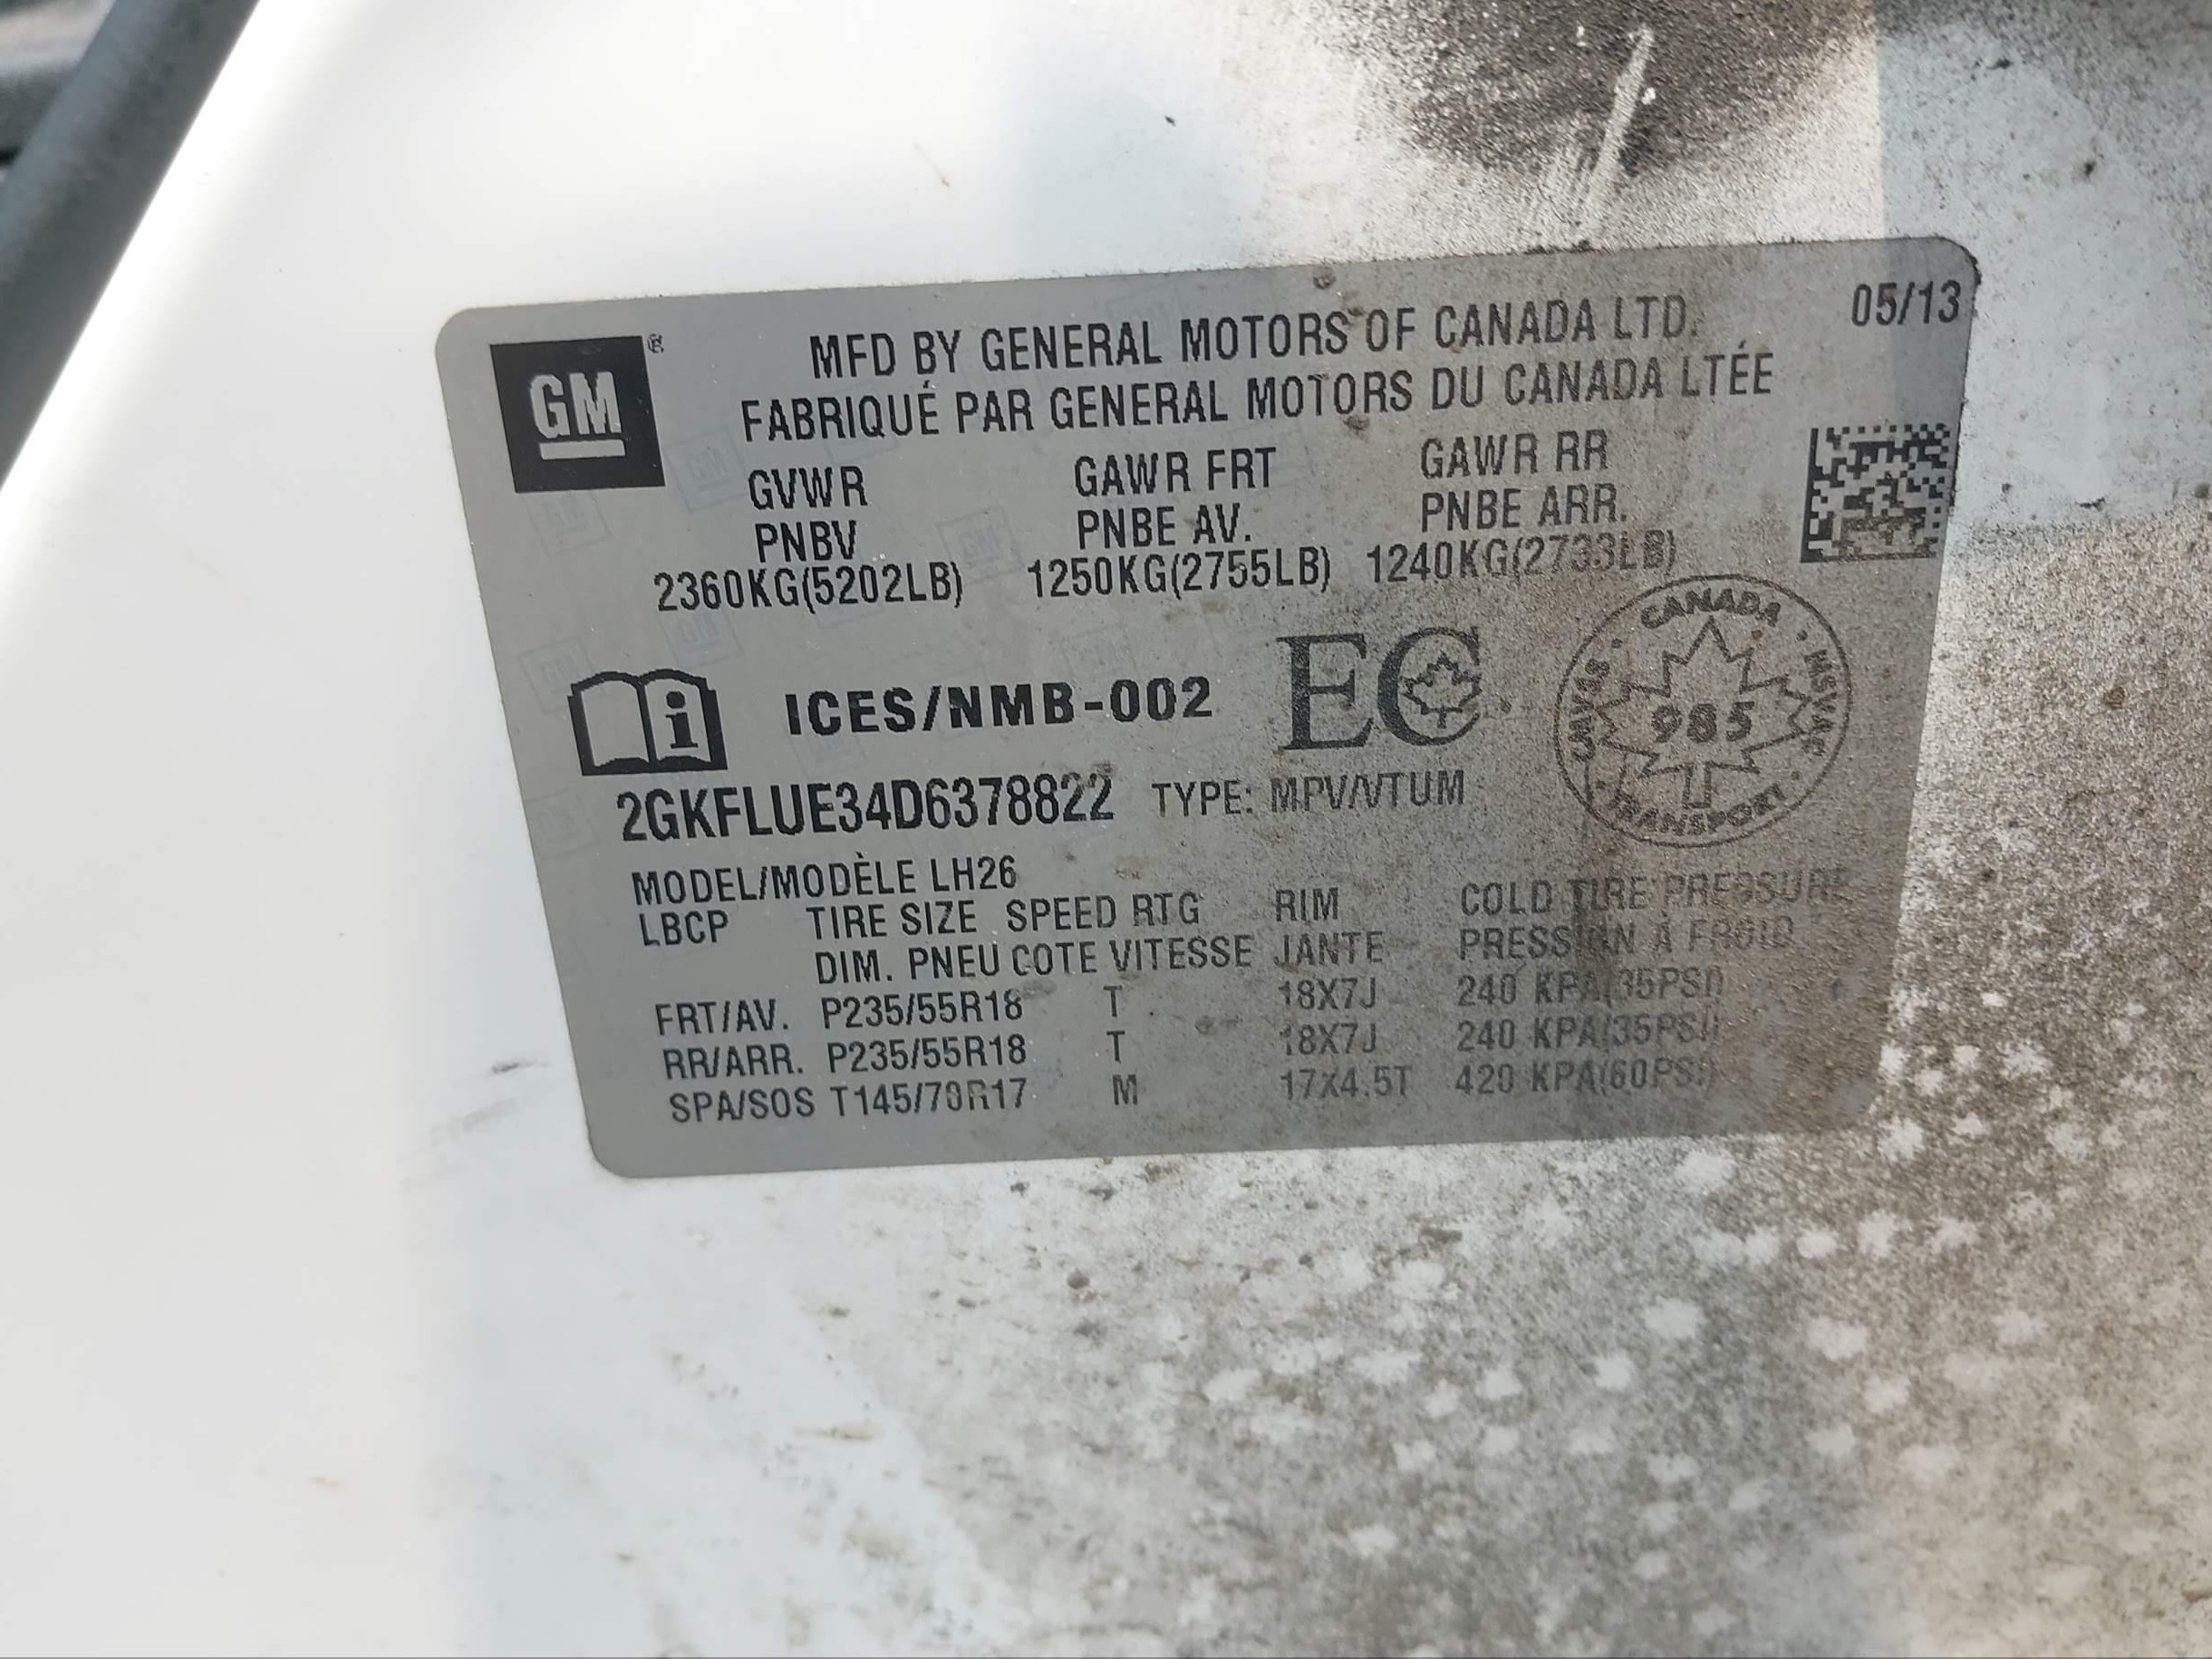 05/13
GM ®
MFD BY GENERAL MOTORS OF CANADA LTD.
FABRIQUÉ PAR GENERAL MOTORS DU CANADA LTÉE
GVWR GAWR FRT GAWR RR
PNBV PNBE AV. PNBE ARR.
2360KG(5202LB) 1250KG(2755LB) 1240KG(2733LB)
i ICES/NMB-002 EC
CANADA · NSVAC · TRANSPORT · CMVSS ·
985
2GKFLUE34D6378822 TYPE: MPV/VTUM
MODEL/MODÈLE LH26
LBCP TIRE SIZE SPEED RTG RIM COLD TIRE PRESSURE
DIM. PNEU COTE VITESSE JANTE PRESSION À FROID
FRT/AV. P235/55R18 T 18X7J 240 KPA(35PSI)
RR/ARR. P235/55R18 T 18X7J 240 KPA(35PSI)
SPA/SOS T145/70R17 M 17X4.5T 420 KPA(60PSI)